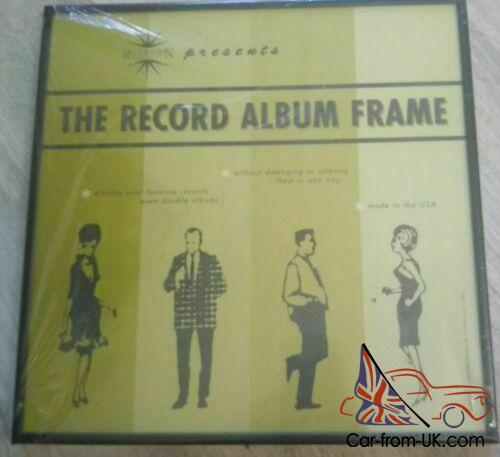 presents
THE RECORD ALBUM FRAME
* without damaging or altering
them in any way
* display your favorite records
even double-albums
* made in the USA
Car-from-UK.com